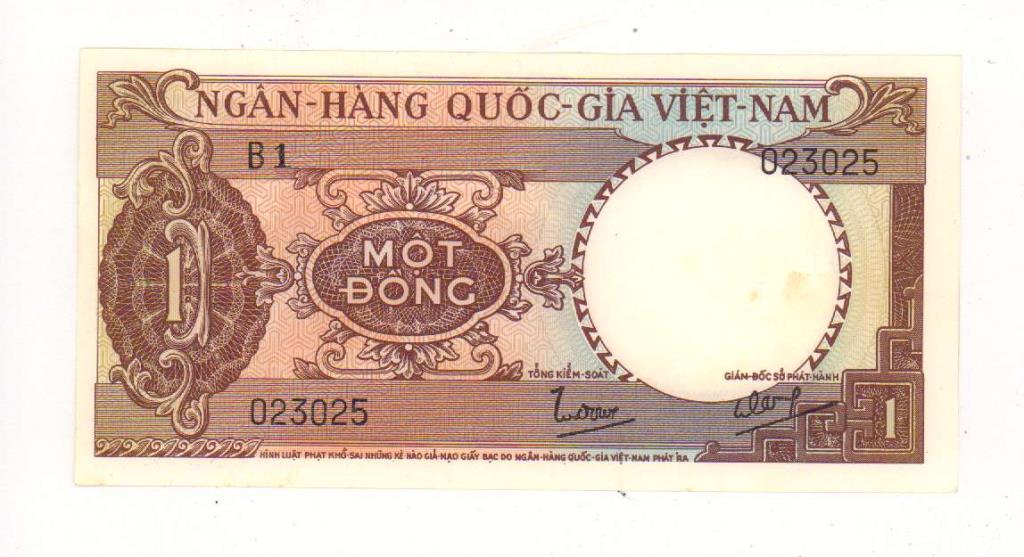 NGÂN-HÀNG QUỐC-GIA VIỆT-NAM
B1 023025
1
MỘT
ĐỒNG
TỔNG KIỂM-SOÁT GIÁM-ĐỐC SỞ PHÁT-HÀNH
023025
1
HÌNH LUẬT PHẠT KHỔ-SAI NHỮNG KẺ NÀO GIẢ-MẠO GIẤY BẠC DO NGÂN-HÀNG QUỐC-GIA VIỆT-NAM PHÁT RA